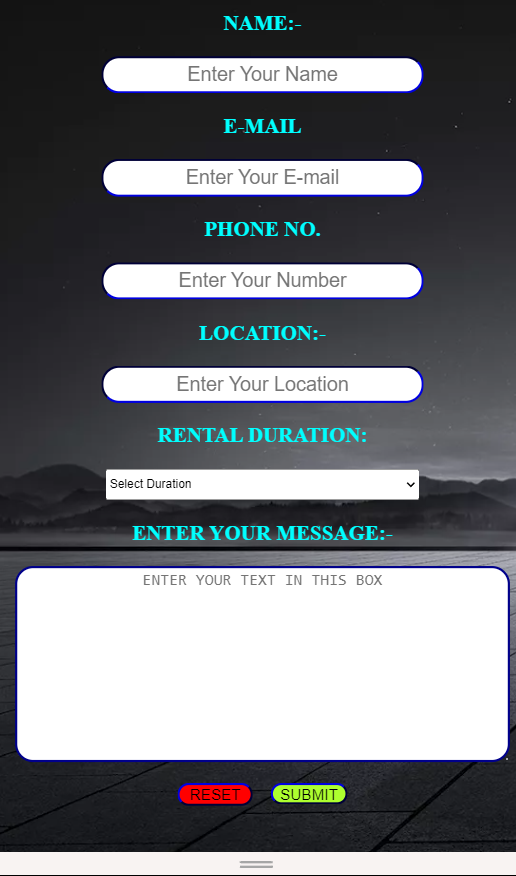 NAME:-
Enter Your Name
E-MAIL
Enter Your E-mail
PHONE NO.
Enter Your Number
LOCATION:-
Enter Your Location
RENTAL DURATION:
Select Duration
ENTER YOUR MESSAGE:-
ENTER YOUR TEXT IN THIS BOX
RESET SUBMIT